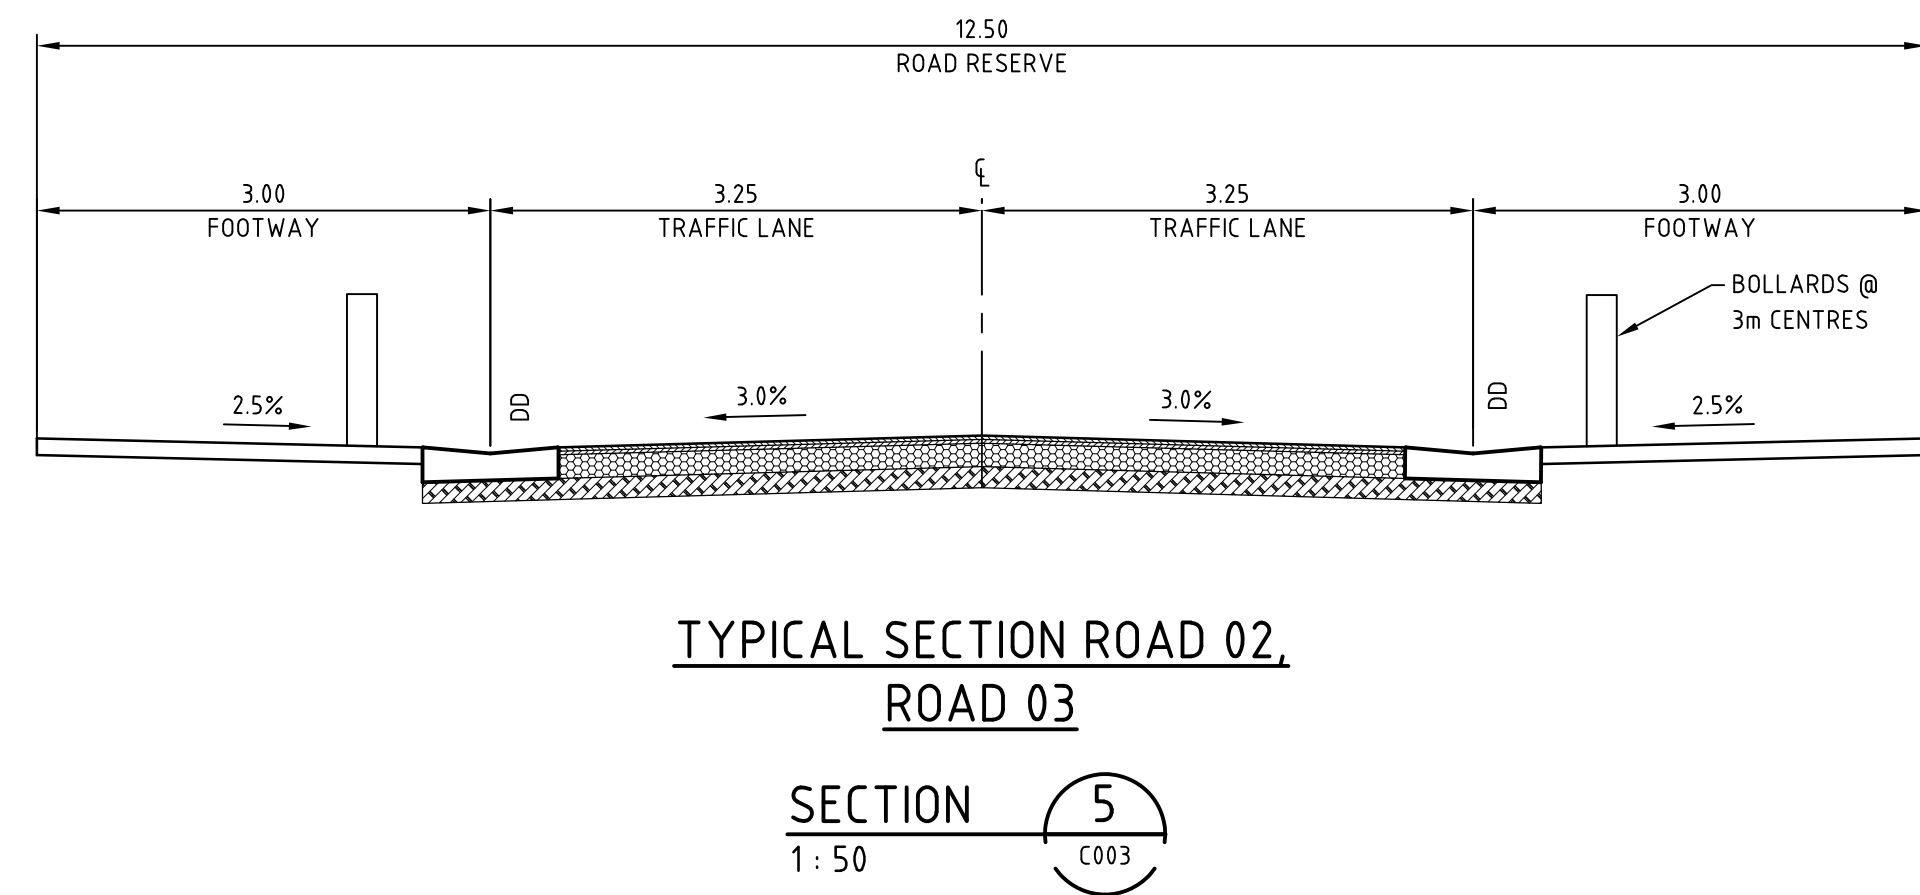 12.50
ROAD RESERVE
℄
3.00
3.25
3.25
3.00
FOOTWAY
TRAFFIC LANE
TRAFFIC LANE
FOOTWAY
BOLLARDS @
3m CENTRES
2.5%
DD
3.0%
3.0%
DD
2.5%
TYPICAL SECTION ROAD 02,
ROAD 03
SECTION
5
1 : 50
C003